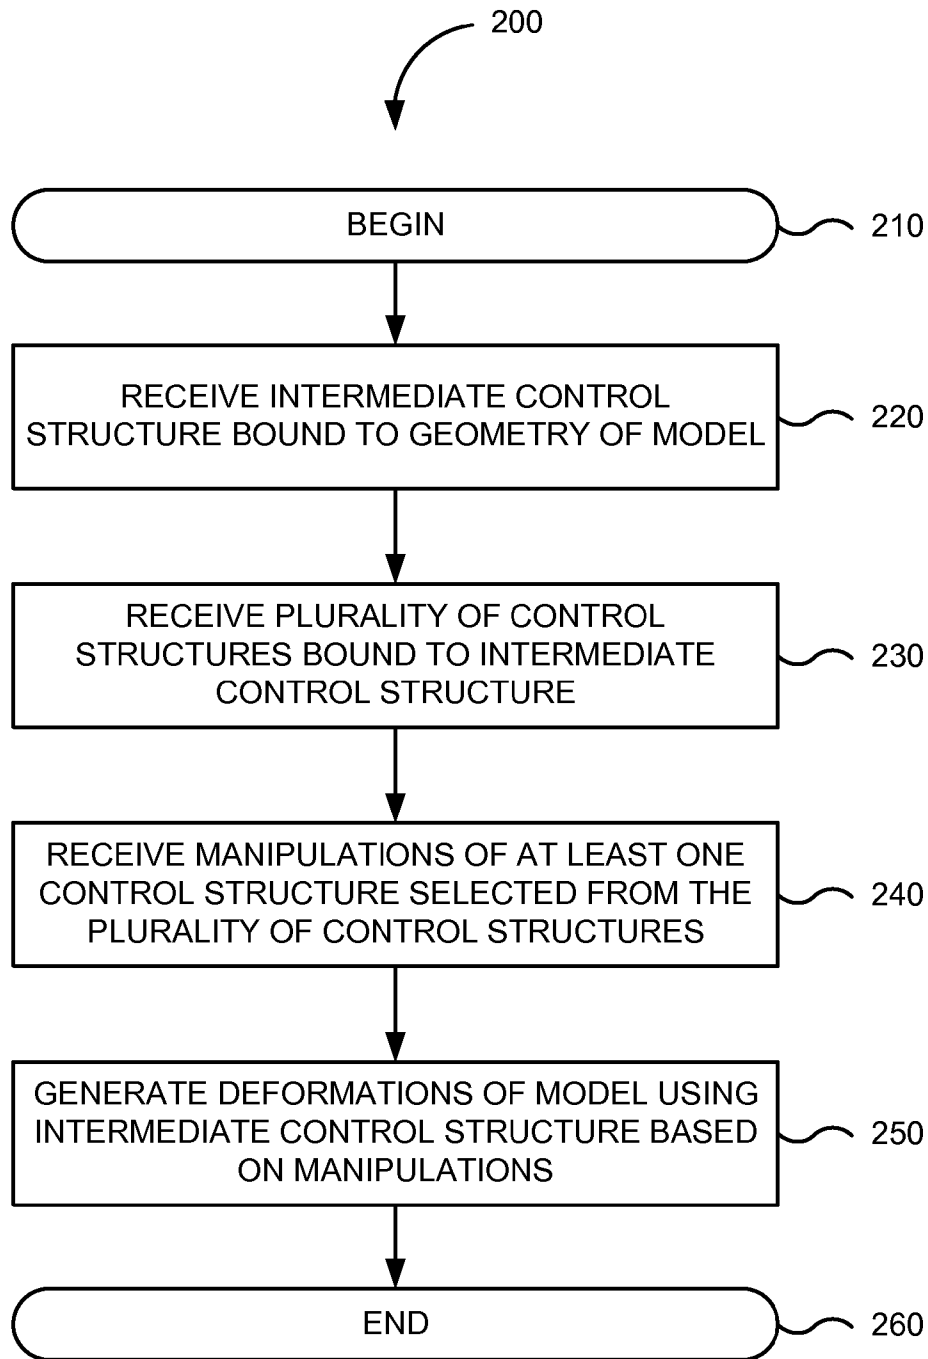 200
BEGIN
210
RECEIVE INTERMEDIATE CONTROL
STRUCTURE BOUND TO GEOMETRY OF MODEL
220
RECEIVE PLURALITY OF CONTROL
STRUCTURES BOUND TO INTERMEDIATE
CONTROL STRUCTURE
230
RECEIVE MANIPULATIONS OF AT LEAST ONE
CONTROL STRUCTURE SELECTED FROM THE
PLURALITY OF CONTROL STRUCTURES
240
GENERATE DEFORMATIONS OF MODEL USING
INTERMEDIATE CONTROL STRUCTURE BASED
ON MANIPULATIONS
250
END
260